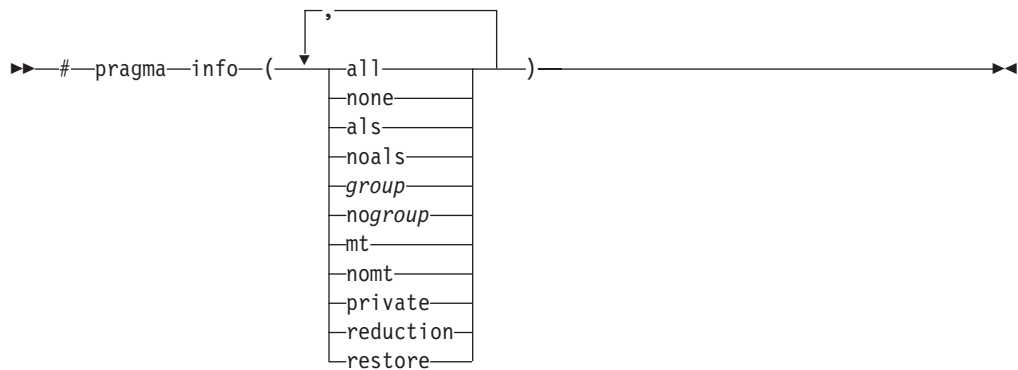 ,
# pragma info ( all )
none
als
noals
group
nogroup
mt
nomt
private
reduction
restore